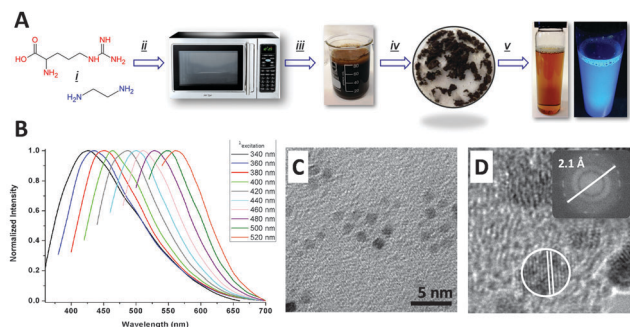 A
ii
iii
iv
v
O
NH
HO
NH
NH₂
NH₂
i
H₂N
NH₂
B
λexcitation
340 nm
360 nm
380 nm
400 nm
420 nm
440 nm
460 nm
480 nm
500 nm
520 nm
Normalized Intensity
1.0
0.8
0.6
0.4
0.2
0.0
400
450
500
550
600
650
700
Wavelength (nm)
C
5 nm
D
2.1 Å